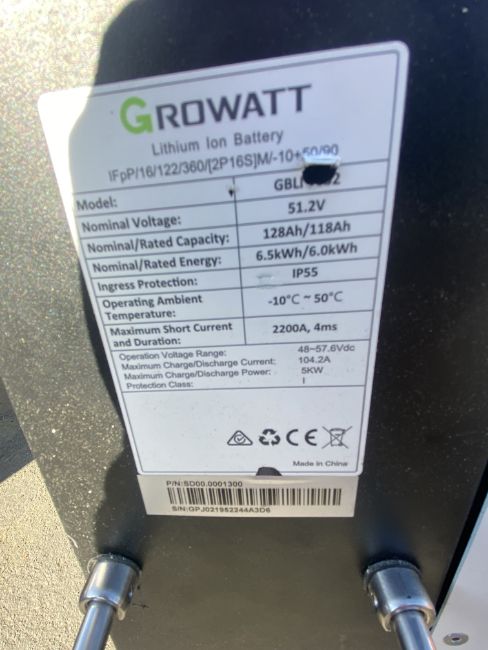 GROWATT
Lithium Ion Battery
IFpP/16/122/360/[2P16S]M/-10+50/90
Model:
Nominal Voltage: 51.2V
Nominal/Rated Capacity: 128Ah/118Ah
Nominal/Rated Energy: 6.5kWh/6.0kWh
Ingress Protection: IP55
Operating Ambient Temperature: -10°C ~ 50°C
Maximum Short Current and Duration: 2200A, 4ms
Operation Voltage Range: 48~57.6Vdc
Maximum Charge/Discharge Current: 104.2A
Maximum Charge/Discharge Power: 5KW
Protection Class: I
CE
Made in China
P/N:SD00.0001300
S/N:GPJ021952244A3D6